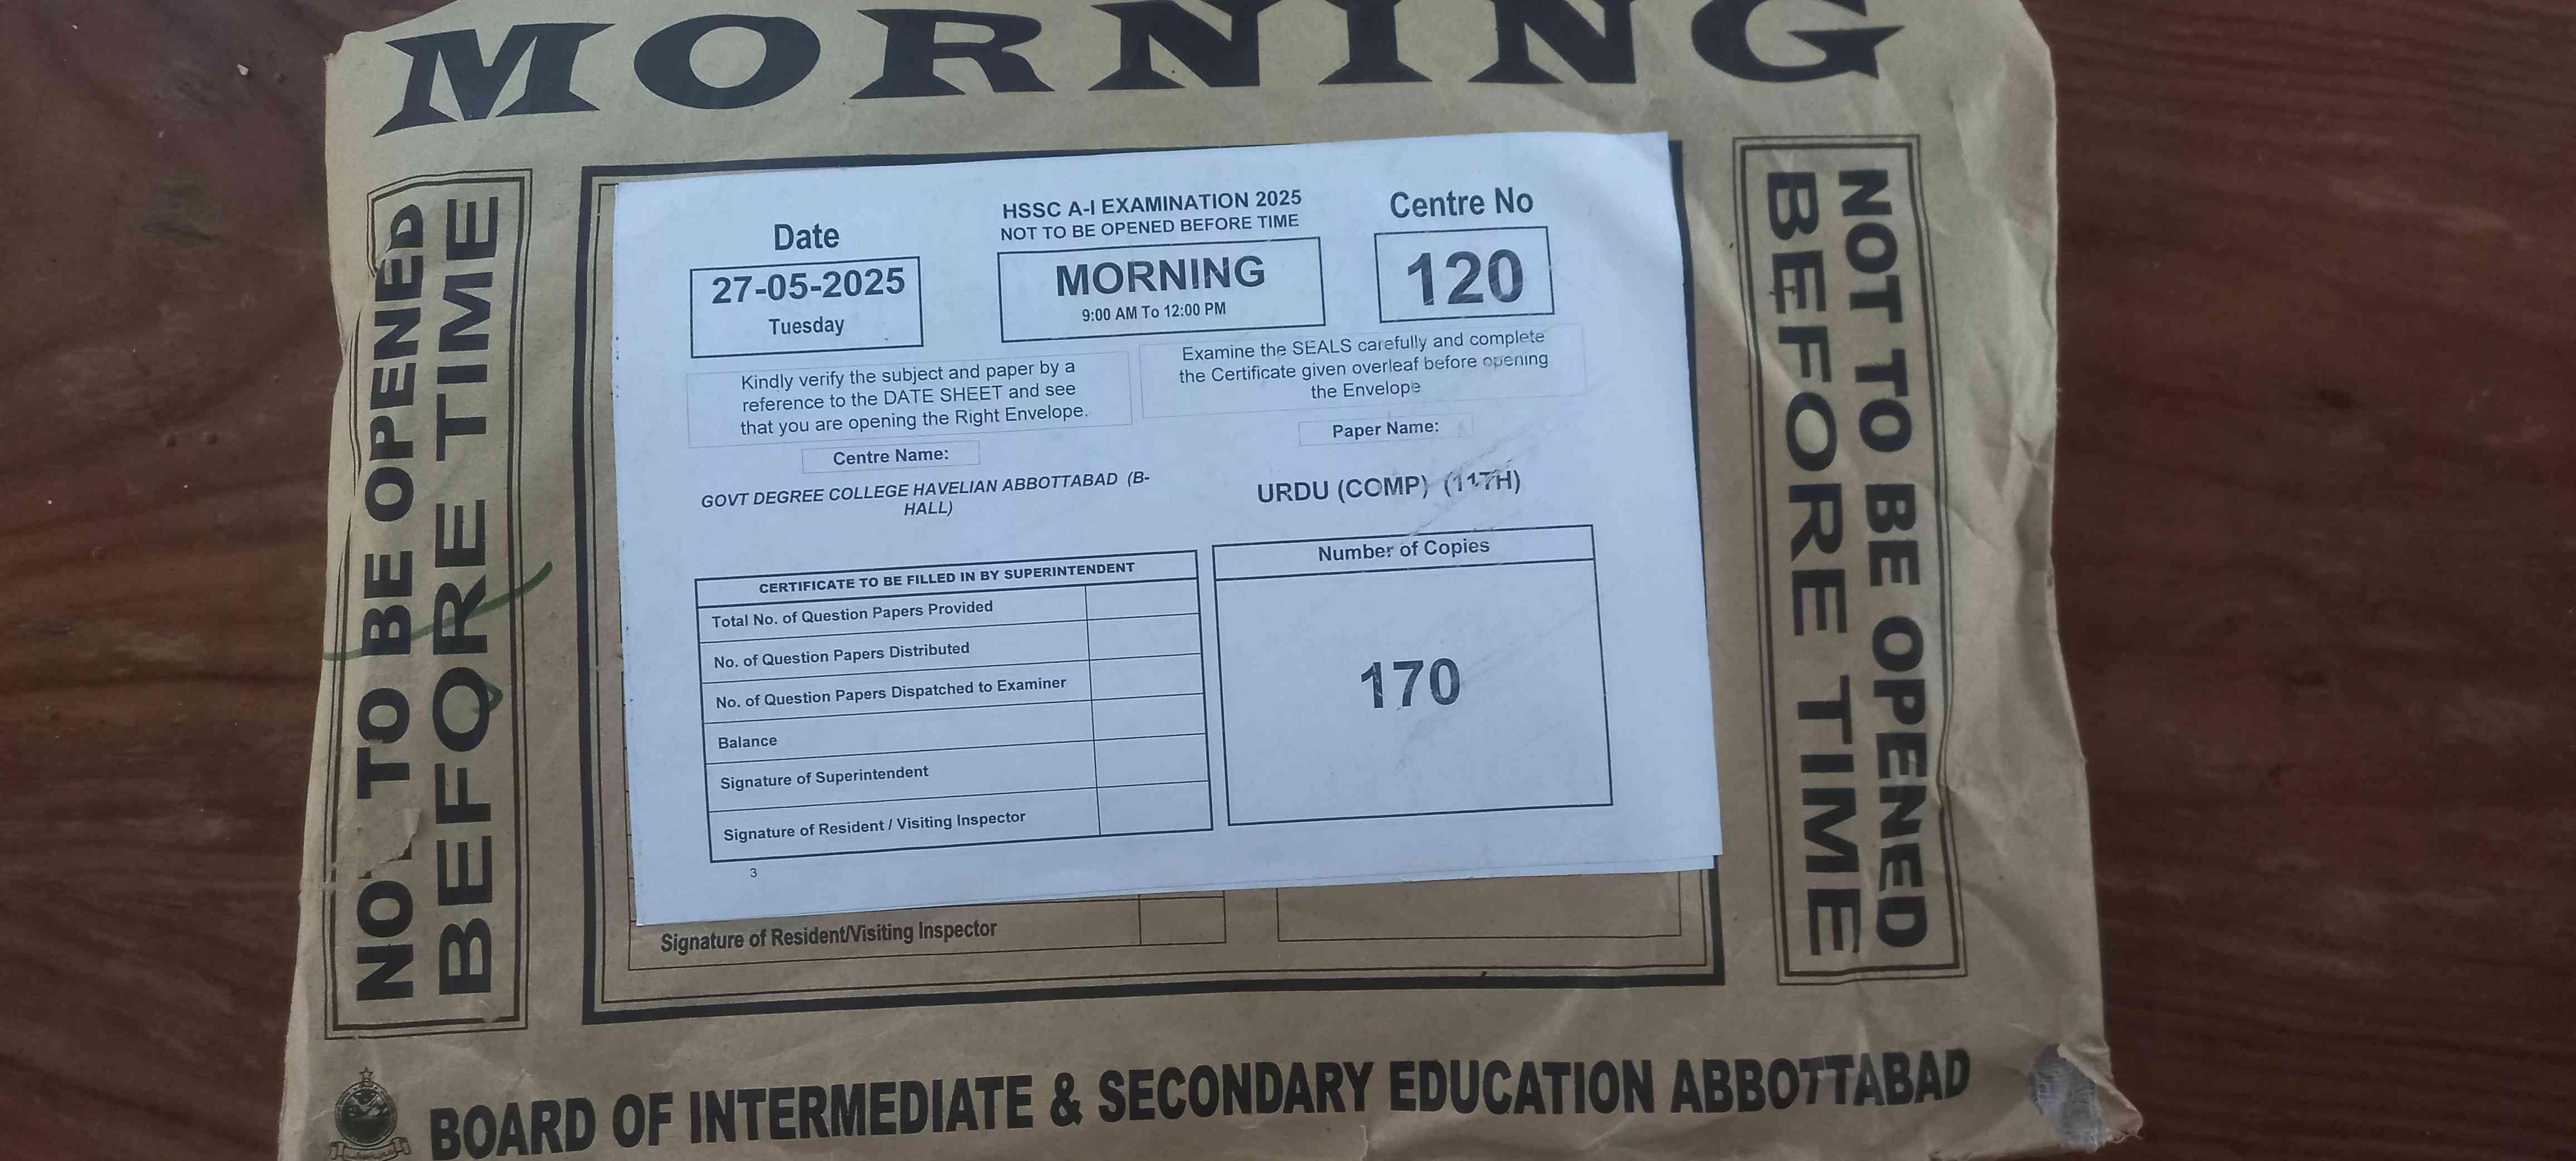 MORNING
NOT TO BE OPENED
BEFORE TIME
HSSC A-I EXAMINATION 2025
NOT TO BE OPENED BEFORE TIME
Date
27-05-2025
Tuesday
MORNING
9:00 AM To 12:00 PM
Centre No
120
Kindly verify the subject and paper by a
reference to the DATE SHEET and see
that you are opening the Right Envelope.
Examine the SEALS carefully and complete
the Certificate given overleaf before opening
the Envelope
Centre Name:
GOVT DEGREE COLLEGE HAVELIAN ABBOTTABAD (B-
HALL)
Paper Name:
URDU (COMP) (11TH)
CERTIFICATE TO BE FILLED IN BY SUPERINTENDENT
Total No. of Question Papers Provided
No. of Question Papers Distributed
No. of Question Papers Dispatched to Examiner
Balance
Signature of Superintendent
Signature of Resident / Visiting Inspector
Number of Copies
170
3
Signature of Resident/Visiting Inspector
NOT TO BE OPENED
BEFORE TIME
BOARD OF INTERMEDIATE & SECONDARY EDUCATION ABBOTTABAD